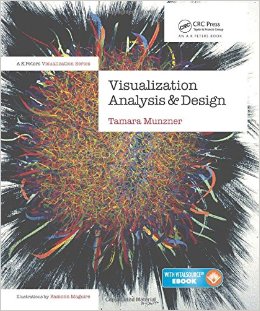 CRC Press
Taylor & Francis Group
AN A K PETERS BOOK
A K Peters Visualization Series
Visualization
Analysis & Design
Tamara Munzner
WITH VITALSOURCE®
EBOOK
Illustrations by Eamonn Maguire